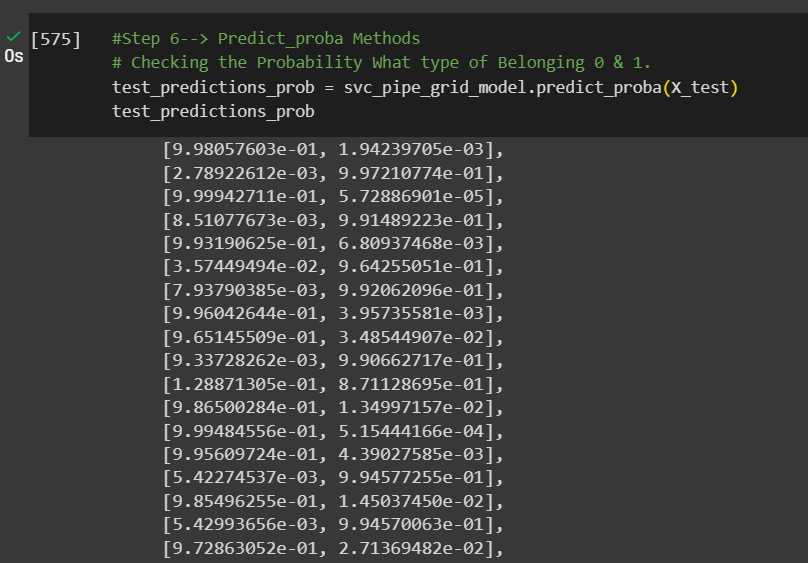 [575] #Step 6--> Predict_proba Methods
0s # Checking the Probability What type of Belonging 0 & 1.
test_predictions_prob = svc_pipe_grid_model.predict_proba(X_test)
test_predictions_prob
[9.98057603e-01, 1.94239705e-03],
[2.78922612e-03, 9.97210774e-01],
[9.99942711e-01, 5.72886901e-05],
[8.51077673e-03, 9.91489223e-01],
[9.93190625e-01, 6.80937468e-03],
[3.57449494e-02, 9.64255051e-01],
[7.93790385e-03, 9.92062096e-01],
[9.96042644e-01, 3.95735581e-03],
[9.65145509e-01, 3.48544907e-02],
[9.33728262e-03, 9.90662717e-01],
[1.28871305e-01, 8.71128695e-01],
[9.86500284e-01, 1.34997157e-02],
[9.99484556e-01, 5.15444166e-04],
[9.95609724e-01, 4.39027585e-03],
[5.42274537e-03, 9.94577255e-01],
[9.85496255e-01, 1.45037450e-02],
[5.42993656e-03, 9.94570063e-01],
[9.72863052e-01, 2.71369482e-02],